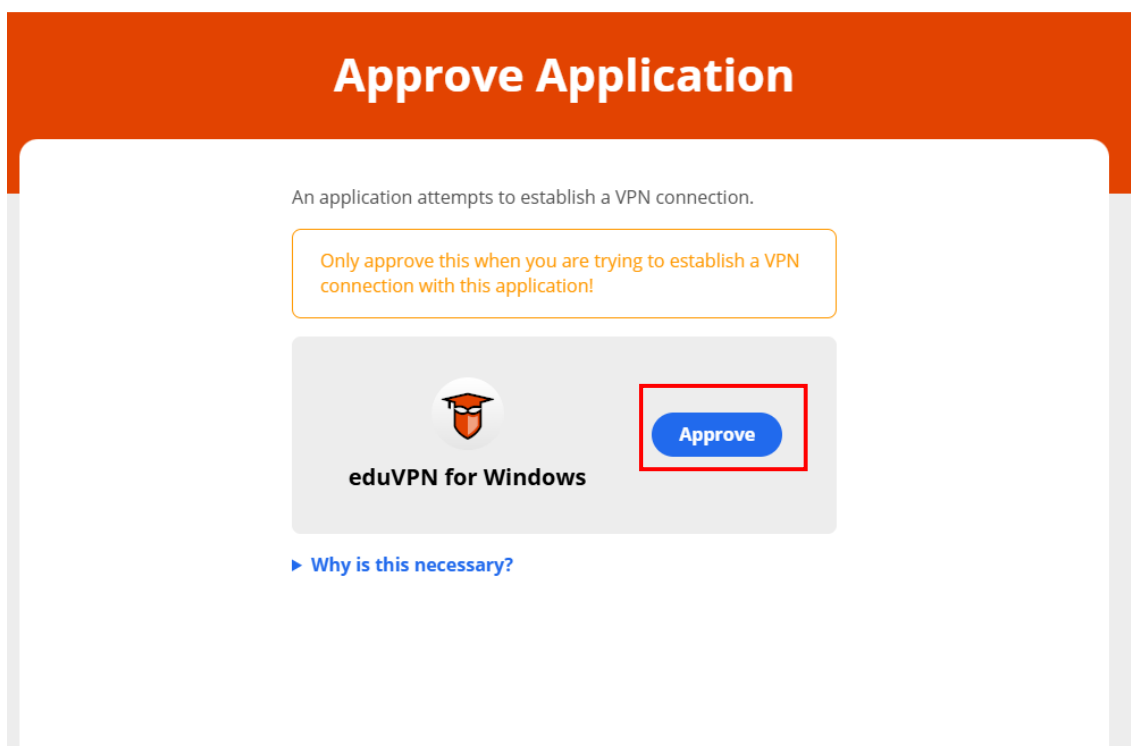 Approve Application
An application attempts to establish a VPN connection.
Only approve this when you are trying to establish a VPN
connection with this application!
Approve
eduVPN for Windows
Why is this necessary?